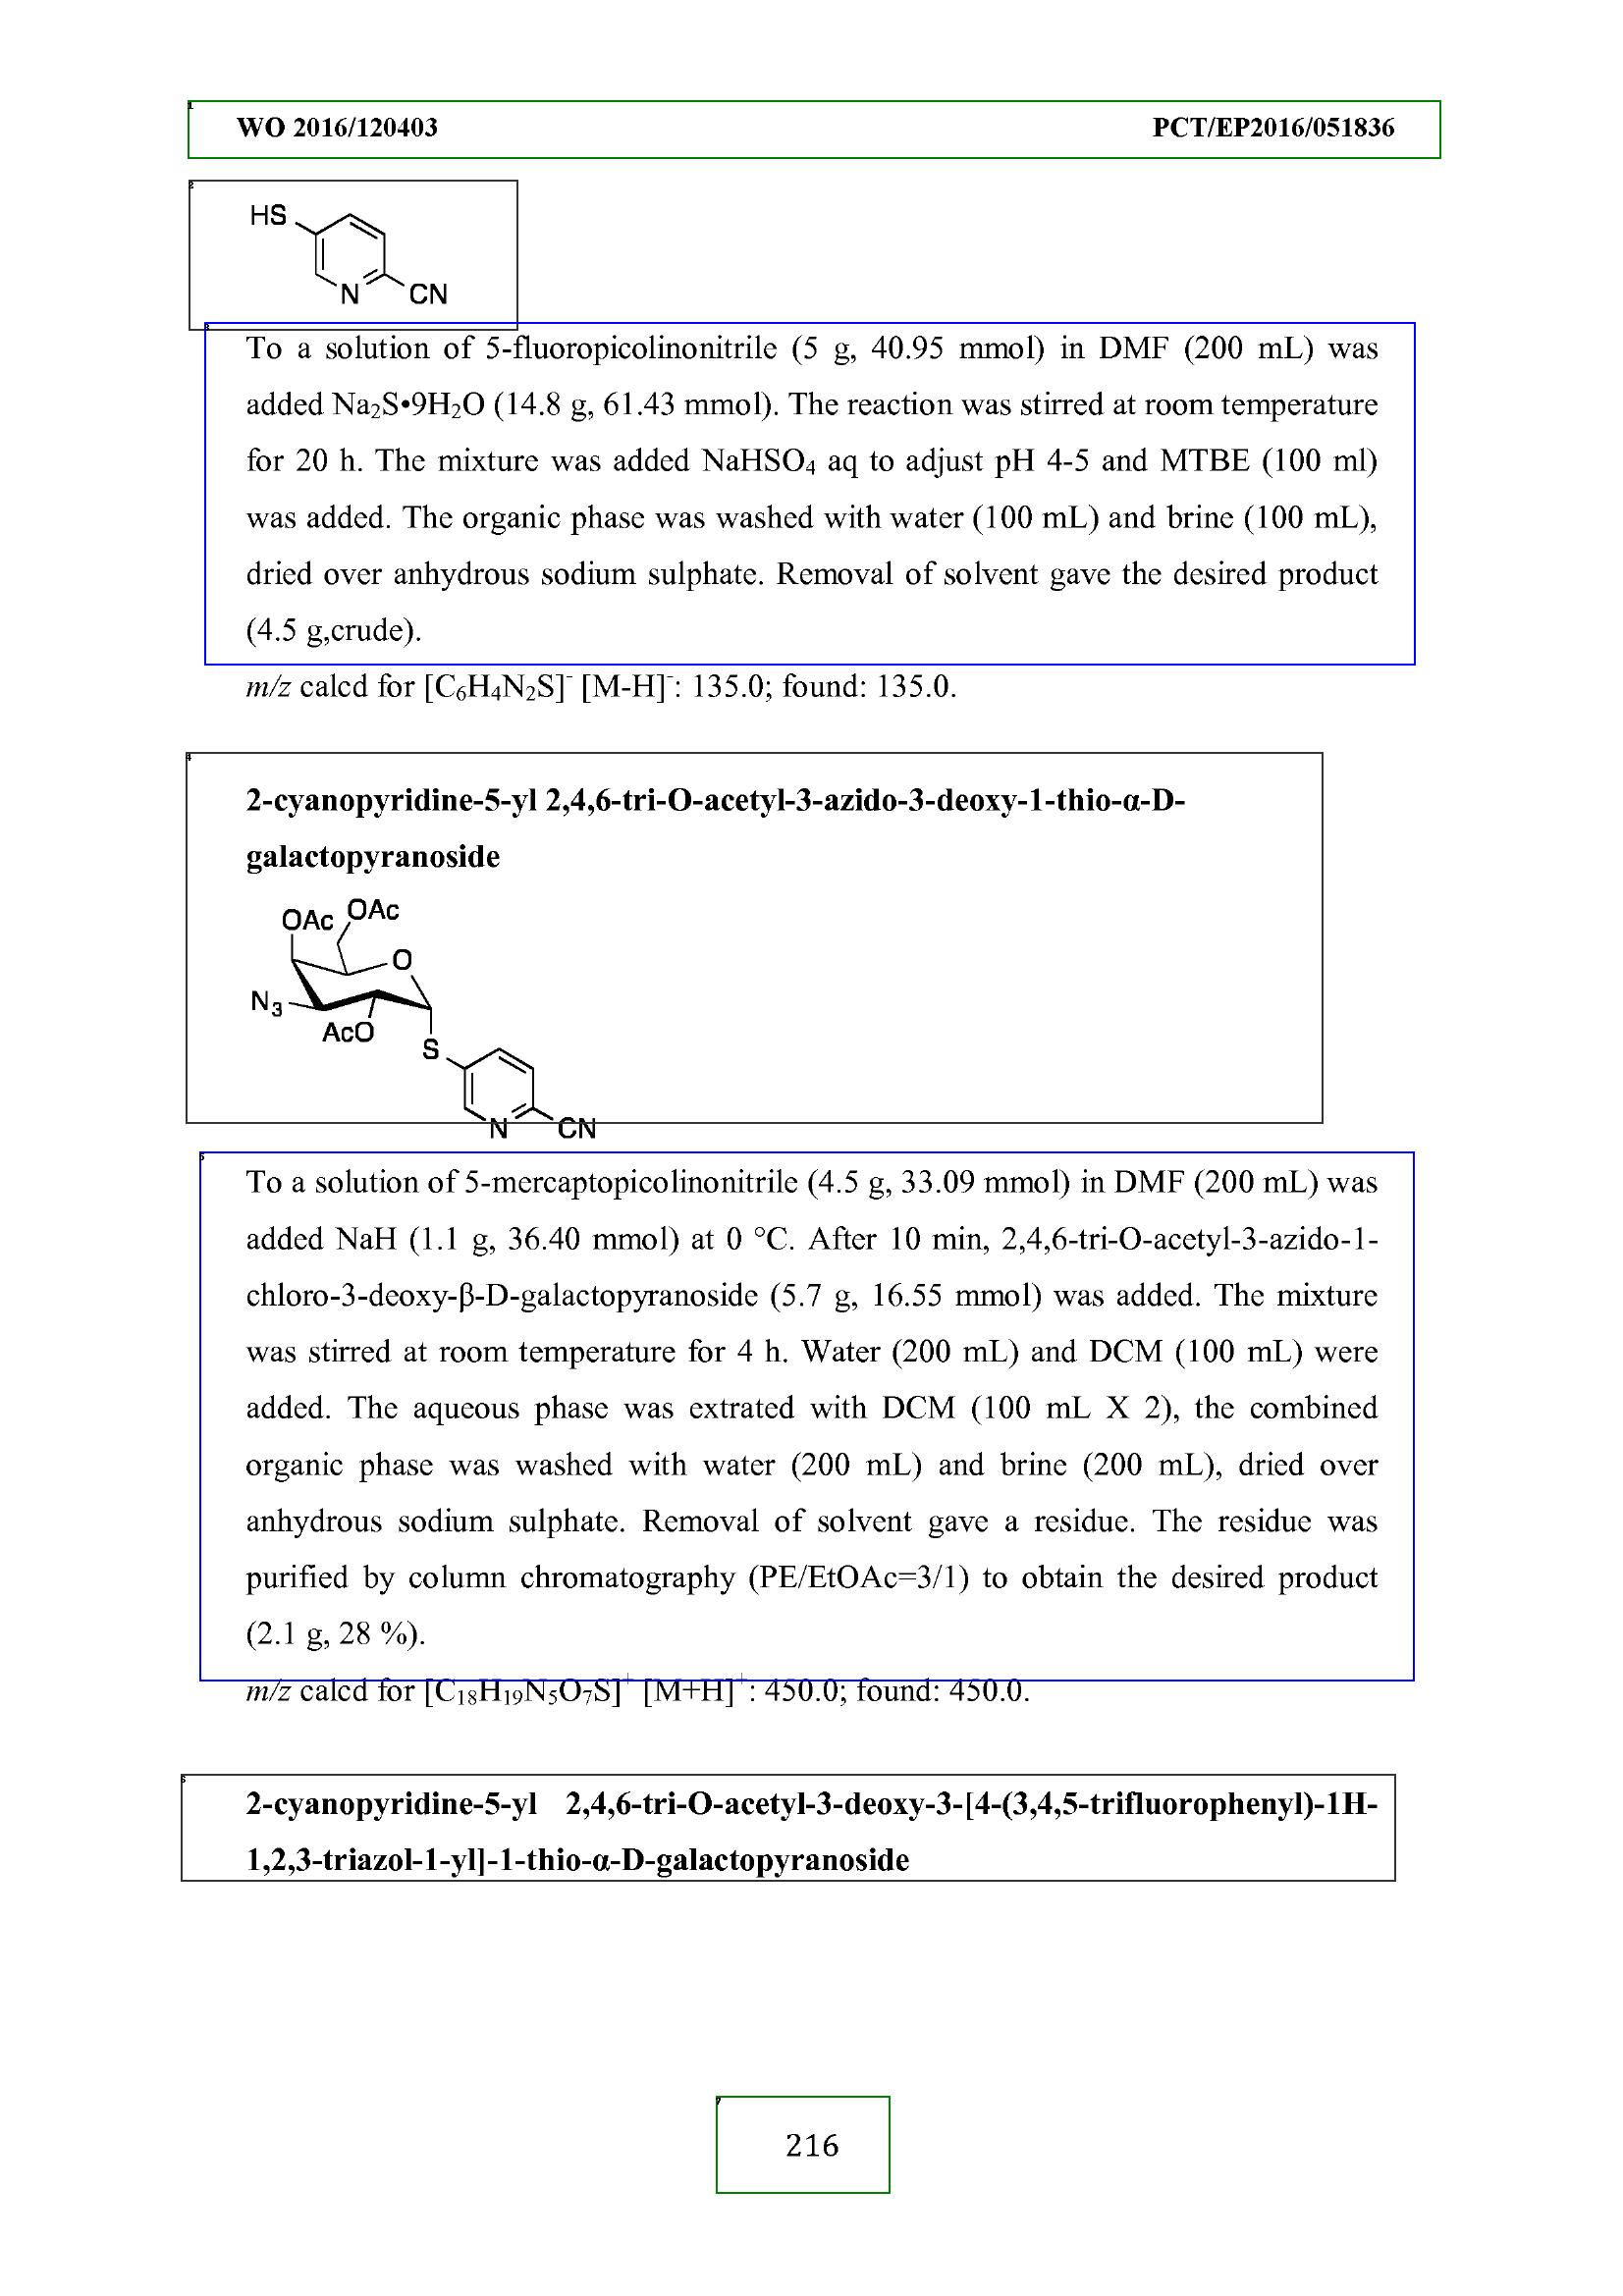 WO 2016/120403 PCT/EP2016/051836
HS
N CN
To a solution of 5-fluoropicolinonitrile (5 g, 40.95 mmol) in DMF (200 mL) was
added Na₂S•9H₂O (14.8 g, 61.43 mmol). The reaction was stirred at room temperature
for 20 h. The mixture was added NaHSO₄ aq to adjust pH 4-5 and MTBE (100 ml)
was added. The organic phase was washed with water (100 mL) and brine (100 mL),
dried over anhydrous sodium sulphate. Removal of solvent gave the desired product
(4.5 g,crude).
m/z calcd for [C₆H₄N₂S]⁻ [M-H]⁻: 135.0; found: 135.0.
2-cyanopyridine-5-yl 2,4,6-tri-O-acetyl-3-azido-3-deoxy-1-thio-α-D-
galactopyranoside
OAc OAc
O
N₃
AcO
S
N CN
To a solution of 5-mercaptopicolinonitrile (4.5 g, 33.09 mmol) in DMF (200 mL) was
added NaH (1.1 g, 36.40 mmol) at 0 °C. After 10 min, 2,4,6-tri-O-acetyl-3-azido-1-
chloro-3-deoxy-β-D-galactopyranoside (5.7 g, 16.55 mmol) was added. The mixture
was stirred at room temperature for 4 h. Water (200 mL) and DCM (100 mL) were
added. The aqueous phase was extrated with DCM (100 mL X 2), the combined
organic phase was washed with water (200 mL) and brine (200 mL), dried over
anhydrous sodium sulphate. Removal of solvent gave a residue. The residue was
purified by column chromatography (PE/EtOAc=3/1) to obtain the desired product
(2.1 g, 28 %).
m/z calcd for [C₁₈H₁₉N₅O₇S]⁺ [M+H]⁺: 450.0; found: 450.0.
2-cyanopyridine-5-yl 2,4,6-tri-O-acetyl-3-deoxy-3-[4-(3,4,5-trifluorophenyl)-1H-
1,2,3-triazol-1-yl]-1-thio-α-D-galactopyranoside
216